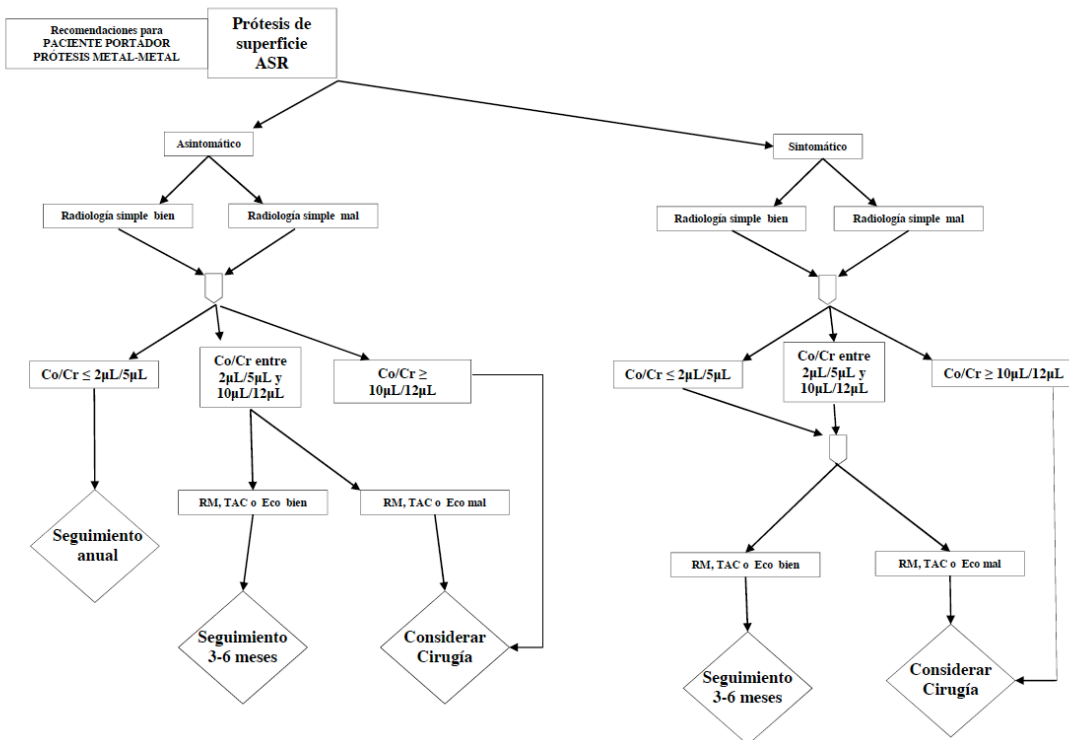 Recomendaciones para
PACIENTE PORTADOR
PRÓTESIS METAL-METAL
Prótesis de
superficie
ASR
Asintomático
Sintomático
Radiología simple bien
Radiología simple mal
Radiología simple bien
Radiología simple mal
Co/Cr ≤ 2µL/5µL
Co/Cr entre
2µL/5µL y
10µL/12µL
Co/Cr ≥
10µL/12µL
Co/Cr ≤ 2µL/5µL
Co/Cr entre
2µL/5µL y
10µL/12µL
Co/Cr ≥ 10µL/12µL
RM, TAC o Eco bien
RM, TAC o Eco mal
Seguimiento
anual
RM, TAC o Eco bien
RM, TAC o Eco mal
Seguimiento
3-6 meses
Considerar
Cirugía
Seguimiento
3-6 meses
Considerar
Cirugía